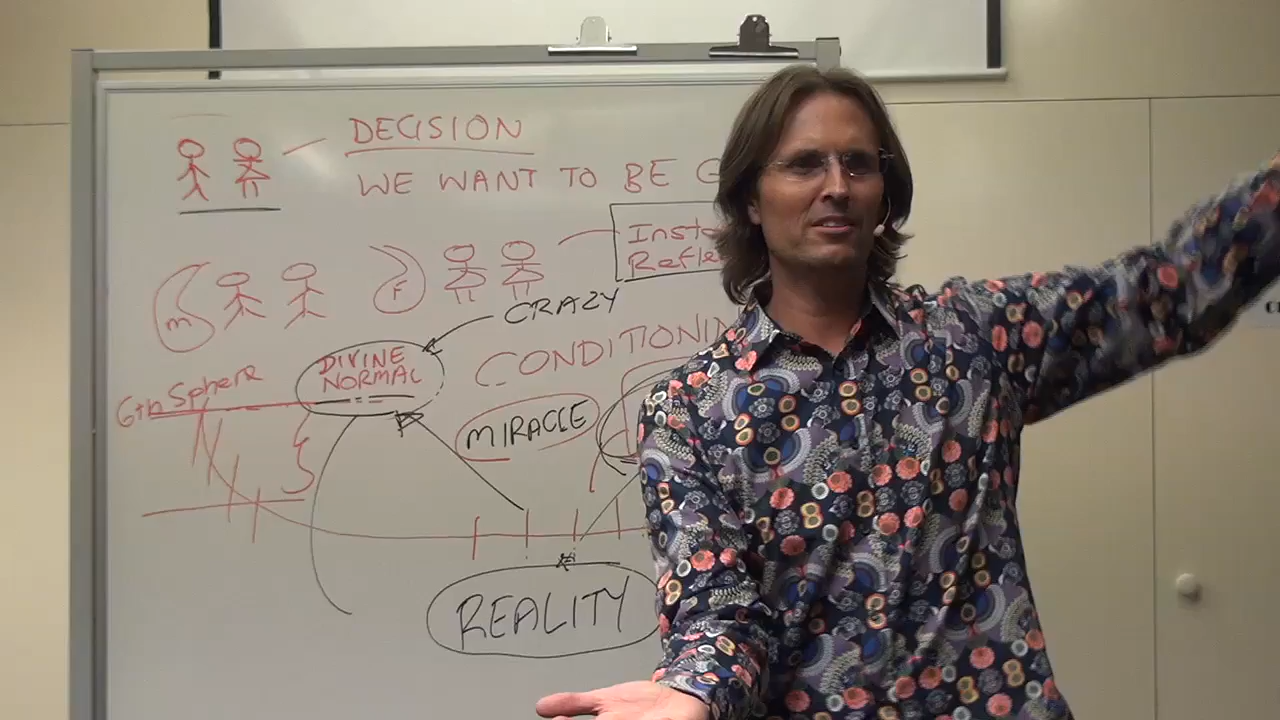 DECISION
WE WANT TO BE G
Inst
Refle
m
F
CRAZY
CONDITIONIN
DIVINE
NORMAL
6th Sphere
MIRACLE
REALITY